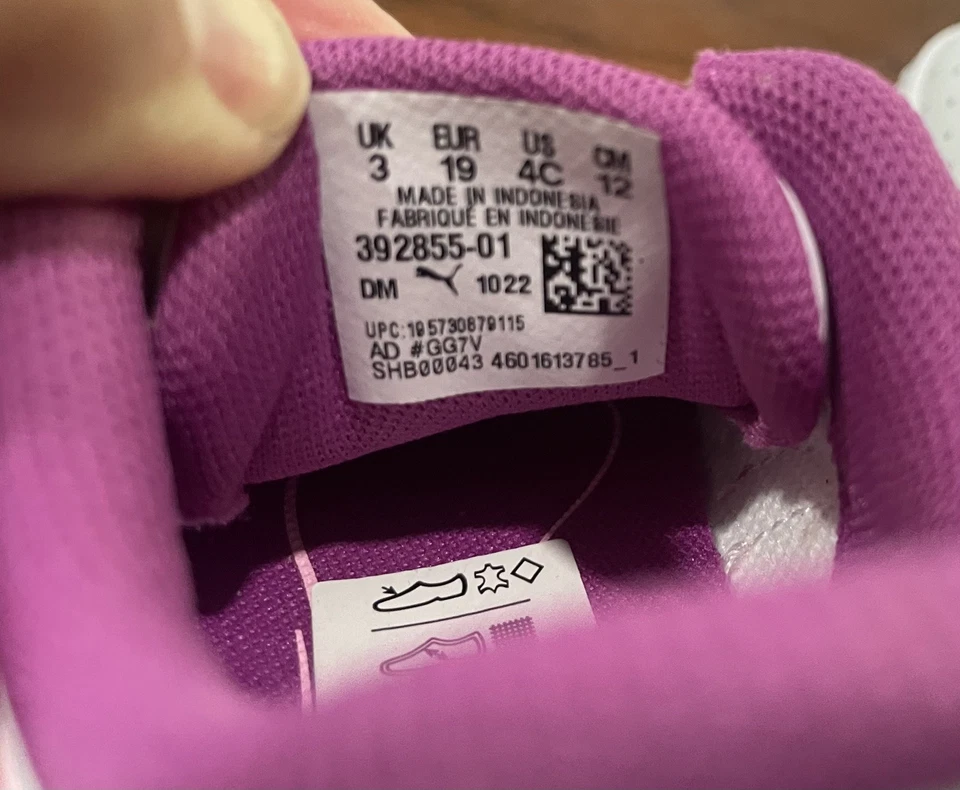 UK EUR US CM
3 19 4C 12
MADE IN INDONESIA
FABRIQUÉ EN INDONESIE
392855-01
DM 1022
UPC:195730879115
AD #GG7V
SHB00043 4601613785_1